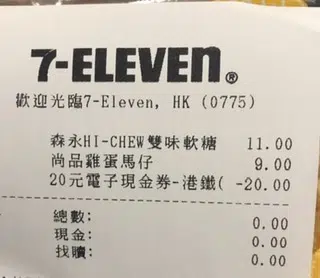 7-ELEVEN®
歡迎光臨7-Eleven, HK (0775)
森永HI-CHEW雙味軟糖 11.00
尚品雞蛋馬仔 9.00
20元電子現金券-港鐵( -20.00
總數: 0.00
現金: 0.00
找贖: 0.00